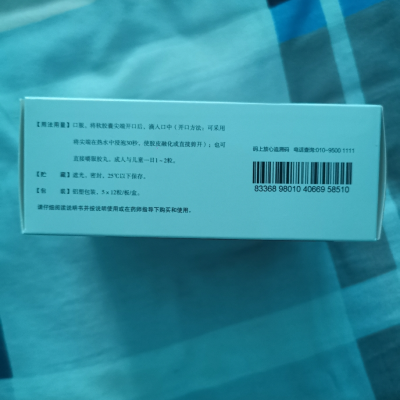 【用法用量】口服。将软胶囊尖端开口后，滴入口中（开口方法：可采用
将尖端在热水中浸泡30秒，使胶皮融化或直接剪开）；也可
直接嚼服胶丸。成人与儿童一日1～2粒。
【贮　　藏】遮光，密封，25℃以下保存。
【包　　装】铝塑包装，5 x 12粒/板/盒。
请仔细阅读说明书并按说明使用或在药师指导下购买和使用。
码上放心追溯码　电话查询:010-9500 1111
83368 98010 40669 58510